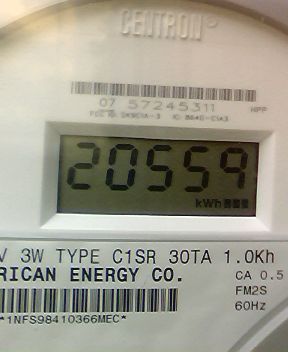 CENTRON®
07 57245311 HPP
20559
kWh
V 3W TYPE C1SR 30TA 1.0Kh
RICAN ENERGY CO.
CA 0.5
FM2S
60Hz
*1NFS98410366MEC*